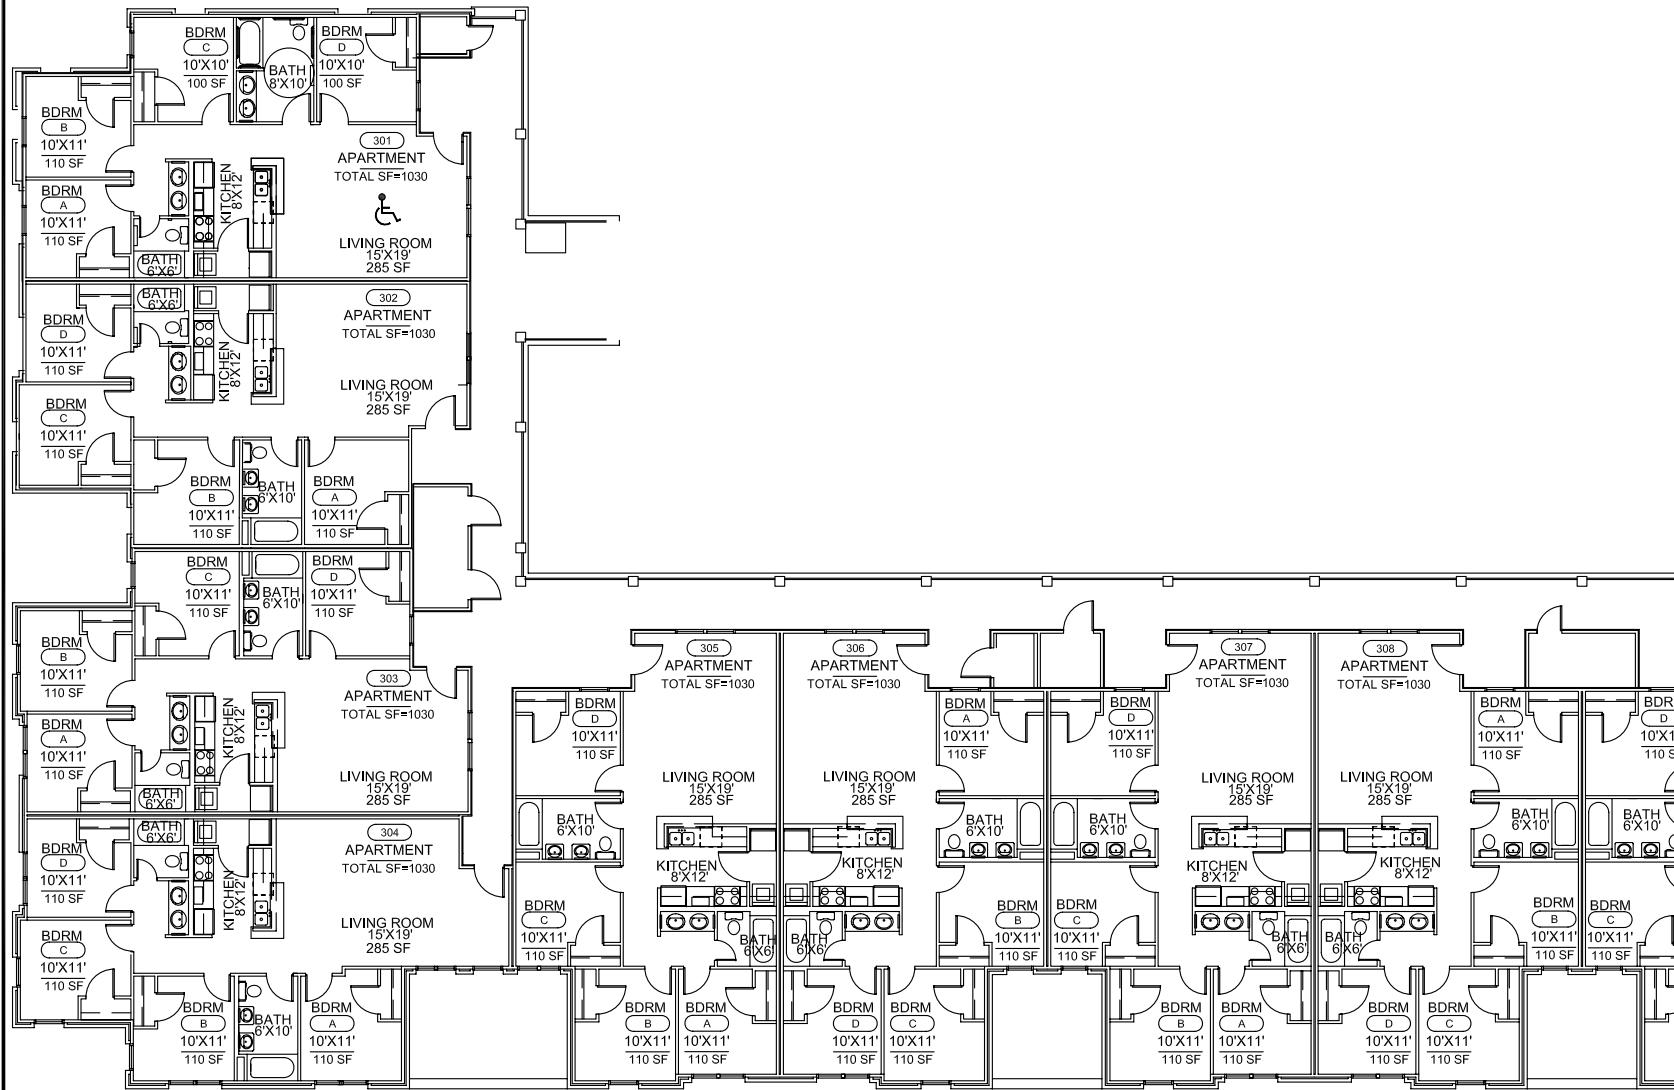 BDRM
C
10'X10'
100 SF
BATH
8'X10'
BDRM
D
10'X10'
100 SF
BDRM
B
10'X11'
110 SF
BDRM
A
10'X11'
110 SF
301
APARTMENT
TOTAL SF=1030
KITCHEN
8'X12'
LIVING ROOM
15'X19'
285 SF
BATH
6'X6'
BATH
6'X6'
302
APARTMENT
TOTAL SF=1030
BDRM
D
10'X11'
110 SF
KITCHEN
8'X12'
LIVING ROOM
15'X19'
285 SF
BDRM
C
10'X11'
110 SF
BDRM
B
10'X11'
110 SF
BATH
6'X10'
BDRM
A
10'X11'
110 SF
BDRM
C
10'X11'
110 SF
BATH
6'X10'
BDRM
D
10'X11'
110 SF
BDRM
B
10'X11'
110 SF
303
APARTMENT
TOTAL SF=1030
BDRM
A
10'X11'
110 SF
KITCHEN
8'X12'
LIVING ROOM
15'X19'
285 SF
BATH
6'X6'
BATH
6'X6'
304
APARTMENT
TOTAL SF=1030
BDRM
D
10'X11'
110 SF
KITCHEN
8'X12'
LIVING ROOM
15'X19'
285 SF
BDRM
C
10'X11'
110 SF
BDRM
B
10'X11'
110 SF
BATH
6'X10'
BDRM
A
10'X11'
110 SF
305
APARTMENT
TOTAL SF=1030
BDRM
D
10'X11'
110 SF
LIVING ROOM
15'X19'
285 SF
BATH
6'X10'
KITCHEN
8'X12'
BDRM
C
10'X11'
110 SF
BATH
6'X6'
BDRM
B
10'X11'
110 SF
BDRM
A
10'X11'
110 SF
306
APARTMENT
TOTAL SF=1030
BDRM
A
10'X11'
110 SF
LIVING ROOM
15'X19'
285 SF
BATH
6'X10'
KITCHEN
8'X12'
BDRM
B
10'X11'
110 SF
BATH
6'X6'
BDRM
D
10'X11'
110 SF
BDRM
C
10'X11'
110 SF
307
APARTMENT
TOTAL SF=1030
BDRM
D
10'X11'
110 SF
LIVING ROOM
15'X19'
285 SF
BATH
6'X10'
KITCHEN
8'X12'
BDRM
C
10'X11'
110 SF
BATH
6'X6'
BDRM
B
10'X11'
110 SF
BDRM
A
10'X11'
110 SF
308
APARTMENT
TOTAL SF=1030
BDRM
A
10'X11'
110 SF
LIVING ROOM
15'X19'
285 SF
BATH
6'X10'
KITCHEN
8'X12'
BDRM
B
10'X11'
110 SF
BATH
6'X6'
BDRM
D
10'X11'
110 SF
BDRM
C
10'X11'
110 SF
D
110
BATH
6'X10'
BDRM
C
10'X11'
110 SF